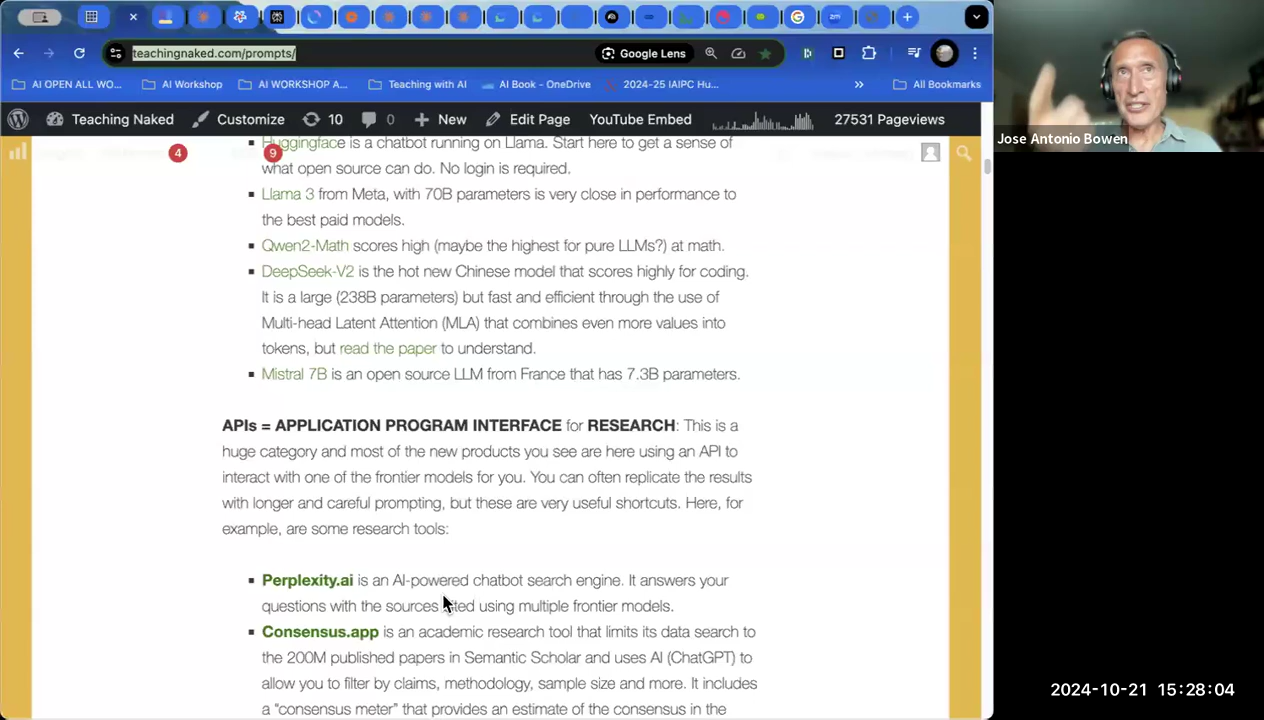 teachingnaked.com/prompts/
Google Lens
AI OPEN ALL WO...
AI Workshop
AI WORKSHOP A...
Teaching with AI
AI Book - OneDrive
2024-25 IAIPC Hu...
»
All Bookmarks
Teaching Naked
Customize
10
0
New
Edit Page
YouTube Embed
27531 Pageviews
Jose Antonio Bowen
4
9
Huggingface is a chatbot running on Llama. Start here to get a sense of
what open source can do. No login is required.
Llama 3 from Meta, with 70B parameters is very close in performance to
the best paid models.
Qwen2-Math scores high (maybe the highest for pure LLMs?) at math.
DeepSeek-V2 is the hot new Chinese model that scores highly for coding.
It is a large (238B parameters) but fast and efficient through the use of
Multi-head Latent Attention (MLA) that combines even more values into
tokens, but read the paper to understand.
Mistral 7B is an open source LLM from France that has 7.3B parameters.
APIs = APPLICATION PROGRAM INTERFACE for RESEARCH: This is a
huge category and most of the new products you see are here using an API to
interact with one of the frontier models for you. You can often replicate the results
with longer and careful prompting, but these are very useful shortcuts. Here, for
example, are some research tools:
Perplexity.ai is an AI-powered chatbot search engine. It answers your
questions with the sources cited using multiple frontier models.
Consensus.app is an academic research tool that limits its data search to
the 200M published papers in Semantic Scholar and uses AI (ChatGPT) to
allow you to filter by claims, methodology, sample size and more. It includes
a "consensus meter" that provides an estimate of the consensus in the
2024-10-21 15:28:04